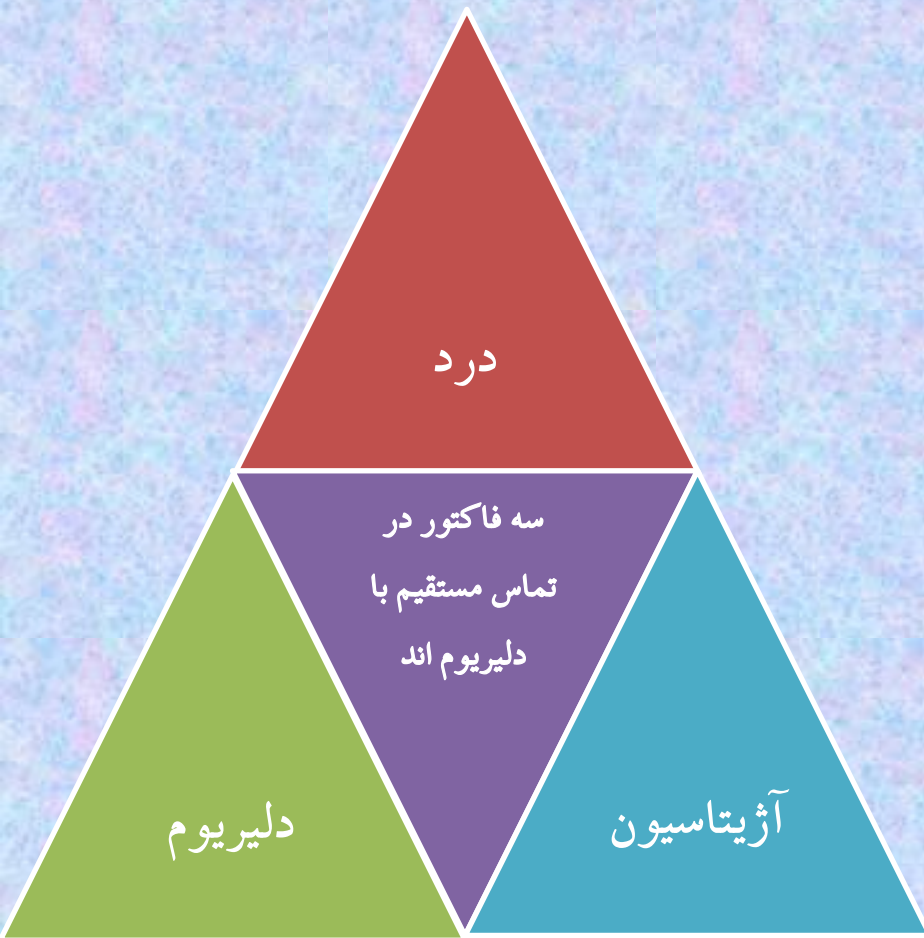 درد
سه فاکتور در
تماس مستقیم با
دلیریوم اند
آژیتاسیون
دلیریوم